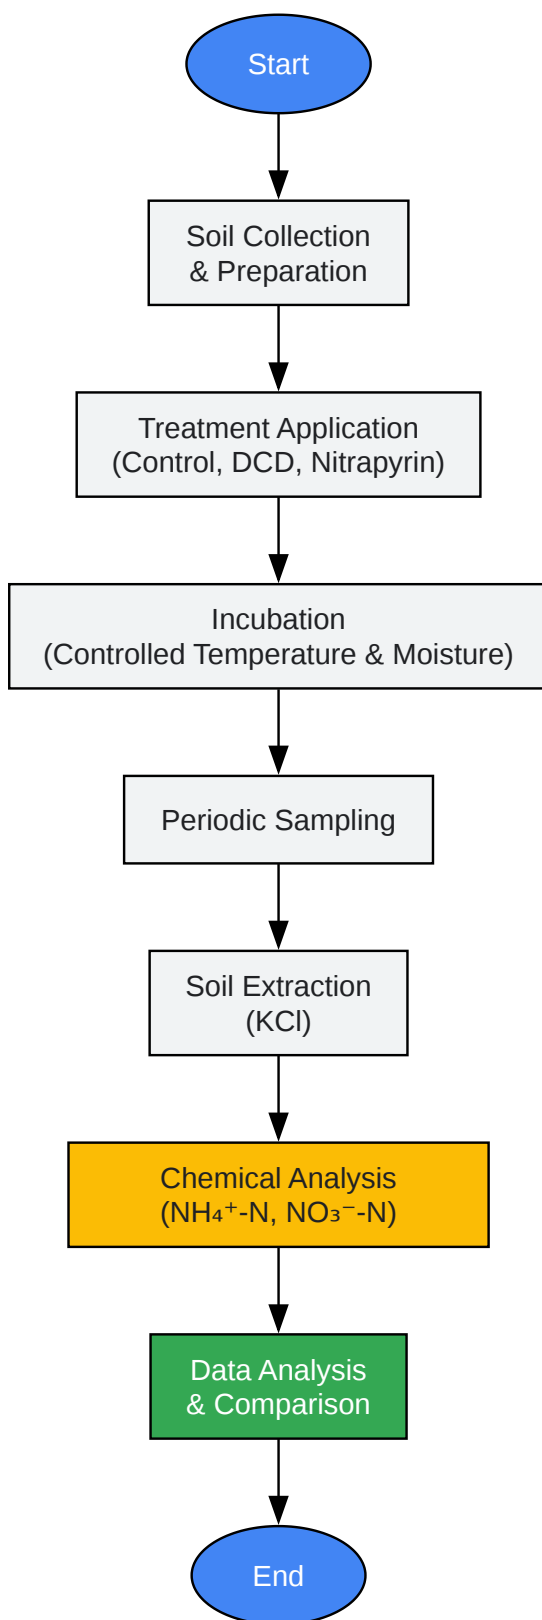 Start
Soil Collection
& Preparation
Treatment Application
(Control, DCD, Nitrapyrin)
Incubation
(Controlled Temperature & Moisture)
Periodic Sampling
Soil Extraction
(KCl)
Chemical Analysis
(NH₄⁺-N, NO₃⁻-N)
Data Analysis
& Comparison
End